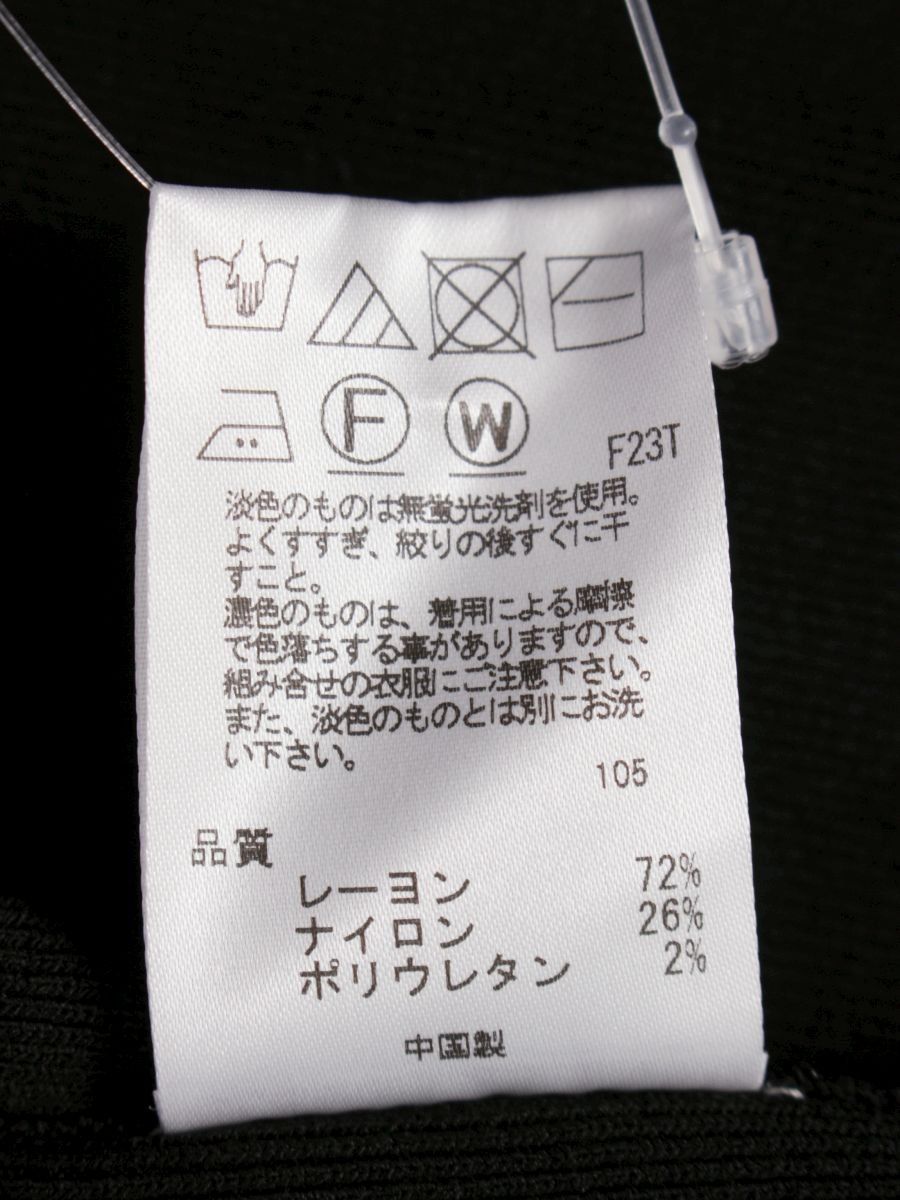 F
W
F23T
淡色のものは無蛍光洗剤を使用。
よくすすぎ、絞りの後すぐに干
すこと。
濃色のものは、着用による摩擦
で色落ちする事がありますので、
組み合せの衣服にご注意下さい。
また、淡色のものとは別にお洗
い下さい。
105
品質
レーヨン 72%
ナイロン 26%
ポリウレタン 2%
中国製